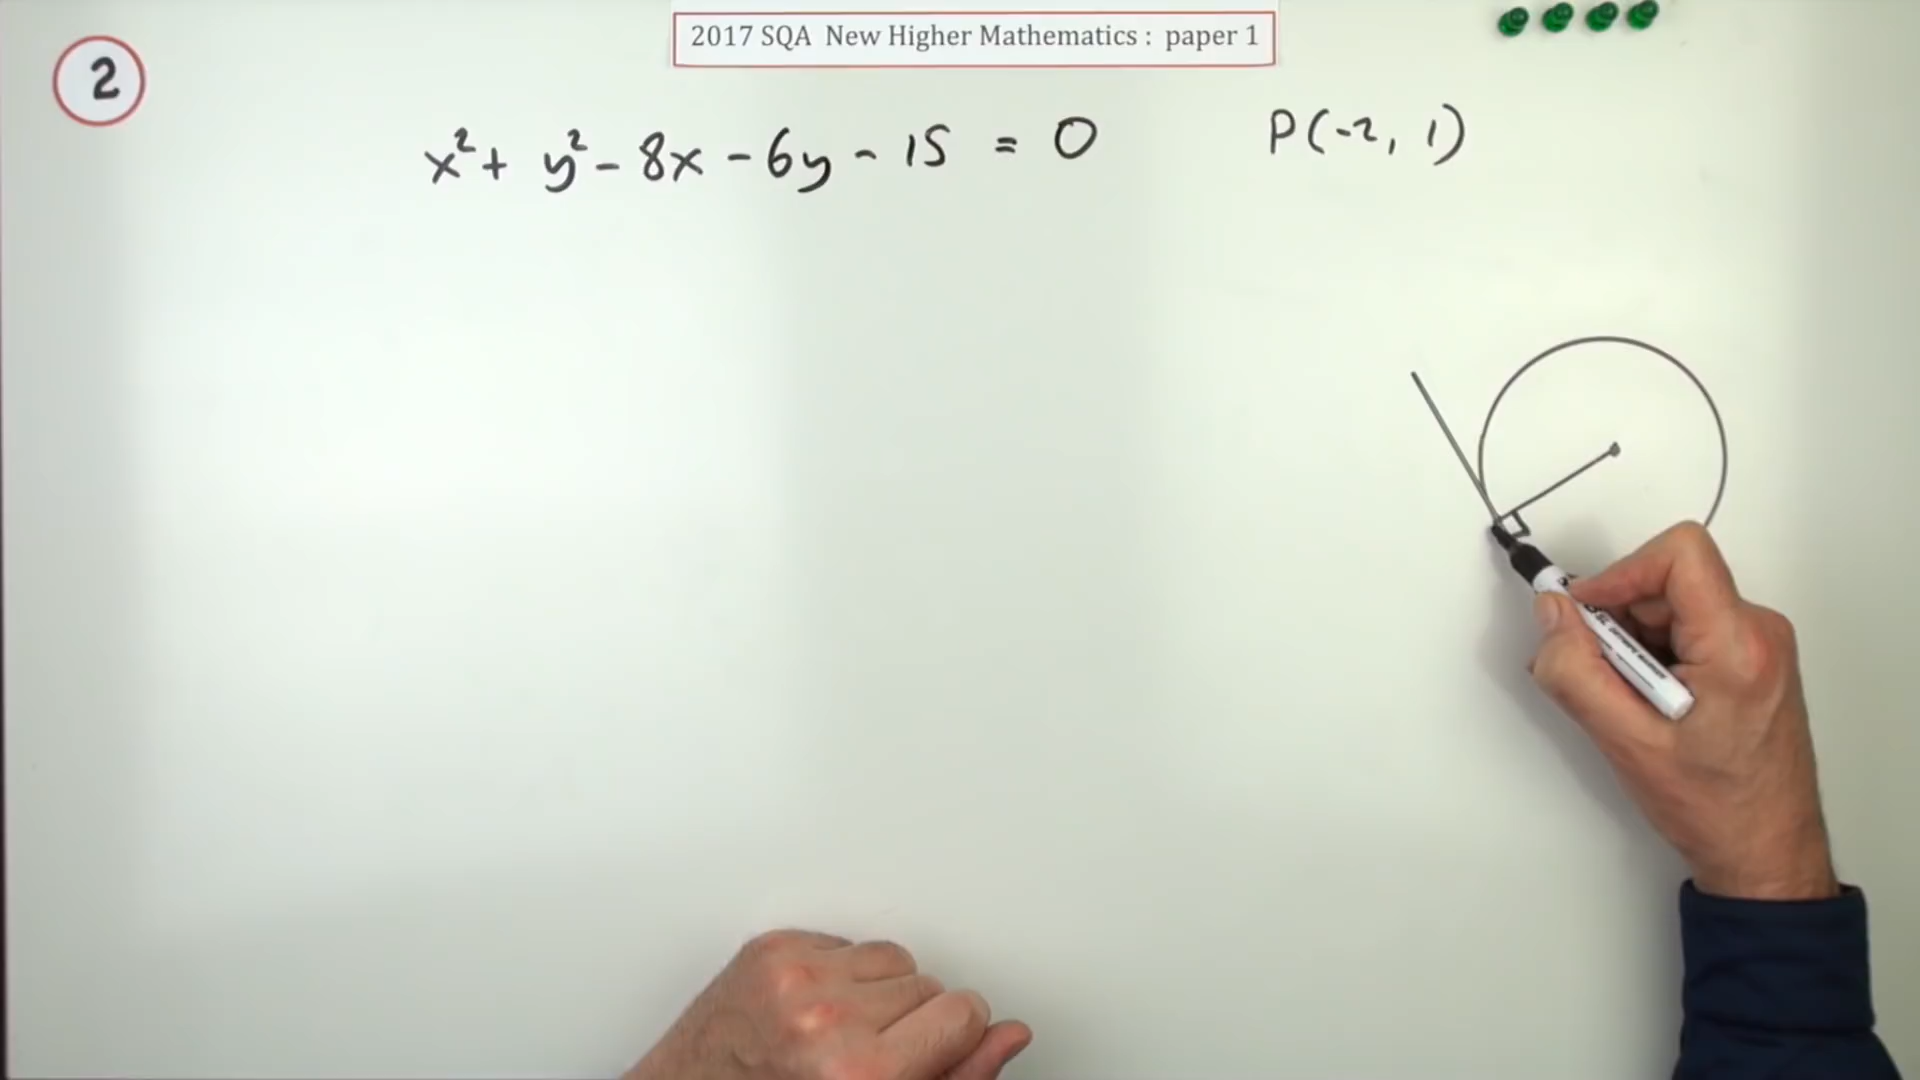 2017 SQA New Higher Mathematics : paper 1
2
x² + y² - 8x - 6y - 15 = 0
P(-2, 1)